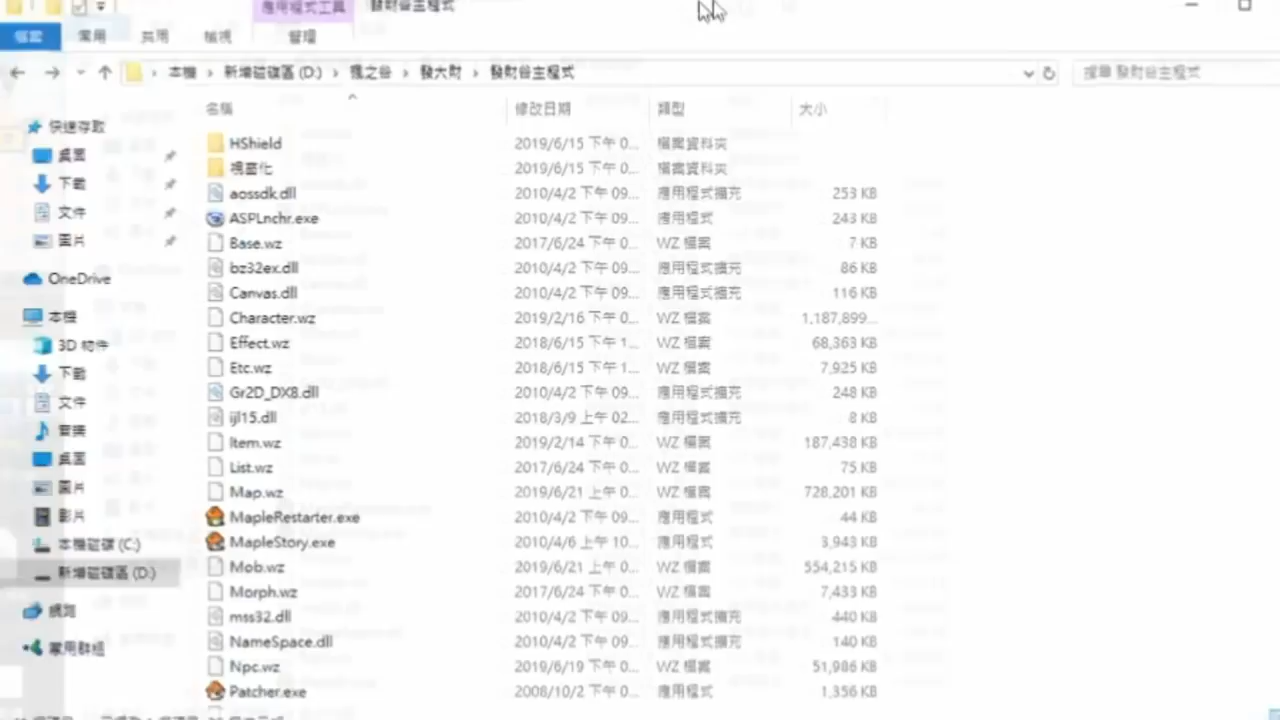 應用程式工具 發財谷主程式
檔案 常用 共用 檢視 管理
本機 › 新增磁碟區 (D:) › 楓之谷 › 發大財 › 發財谷主程式
搜尋 發財谷主程式
名稱 修改日期 類型 大小
快速存取
桌面
下載
文件
圖片
OneDrive
本機
3D 物件
下載
文件
音樂
桌面
圖片
影片
本機磁碟 (C:)
新增磁碟區 (D:)
網路
家用群組
HShield 2019/6/15 下午 0... 檔案資料夾
視窗化 2019/6/15 下午 0... 檔案資料夾
aossdk.dll 2010/4/2 下午 09... 應用程式擴充 253 KB
ASPLnchr.exe 2010/4/2 下午 09... 應用程式 243 KB
Base.wz 2017/6/24 下午 0... WZ 檔案 7 KB
bz32ex.dll 2010/4/2 下午 09... 應用程式擴充 86 KB
Canvas.dll 2010/4/2 下午 09... 應用程式擴充 116 KB
Character.wz 2019/2/16 下午 0... WZ 檔案 1,187,899...
Effect.wz 2018/6/15 下午 1... WZ 檔案 68,363 KB
Etc.wz 2018/6/15 下午 1... WZ 檔案 7,925 KB
Gr2D_DX8.dll 2010/4/2 下午 09... 應用程式擴充 248 KB
ijl15.dll 2018/3/9 上午 02... 應用程式擴充 8 KB
Item.wz 2019/2/14 下午 0... WZ 檔案 187,438 KB
List.wz 2017/6/24 下午 0... WZ 檔案 75 KB
Map.wz 2019/6/21 上午 0... WZ 檔案 728,201 KB
MapleRestarter.exe 2010/4/2 下午 09... 應用程式 44 KB
MapleStory.exe 2010/4/6 上午 10... 應用程式 3,943 KB
Mob.wz 2019/6/21 上午 0... WZ 檔案 554,215 KB
Morph.wz 2017/6/24 下午 0... WZ 檔案 7,433 KB
mss32.dll 2010/4/2 下午 09... 應用程式擴充 440 KB
NameSpace.dll 2010/4/2 下午 09... 應用程式擴充 140 KB
Npc.wz 2019/6/19 下午 0... WZ 檔案 51,986 KB
Patcher.exe 2008/10/2 下午 0... 應用程式 1,356 KB